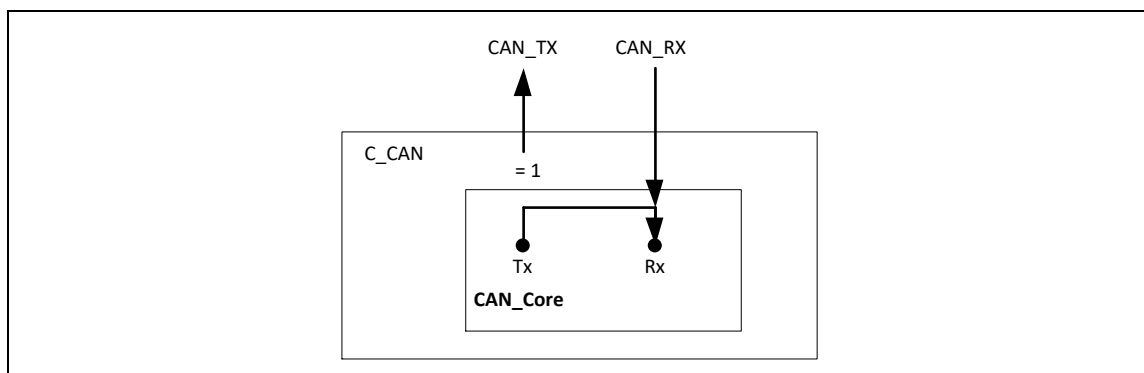 CAN_TX CAN_RX
C_CAN
= 1
Tx Rx
CAN_Core